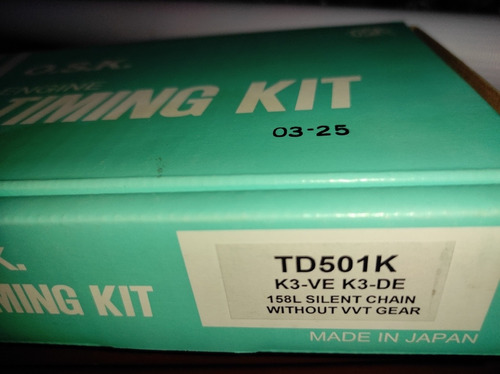 O.S.K.
ENGINE
TIMING KIT
03-25
K.
MING KIT
TD501K
K3-VE K3-DE
158L SILENT CHAIN
WITHOUT VVT GEAR
MADE IN JAPAN